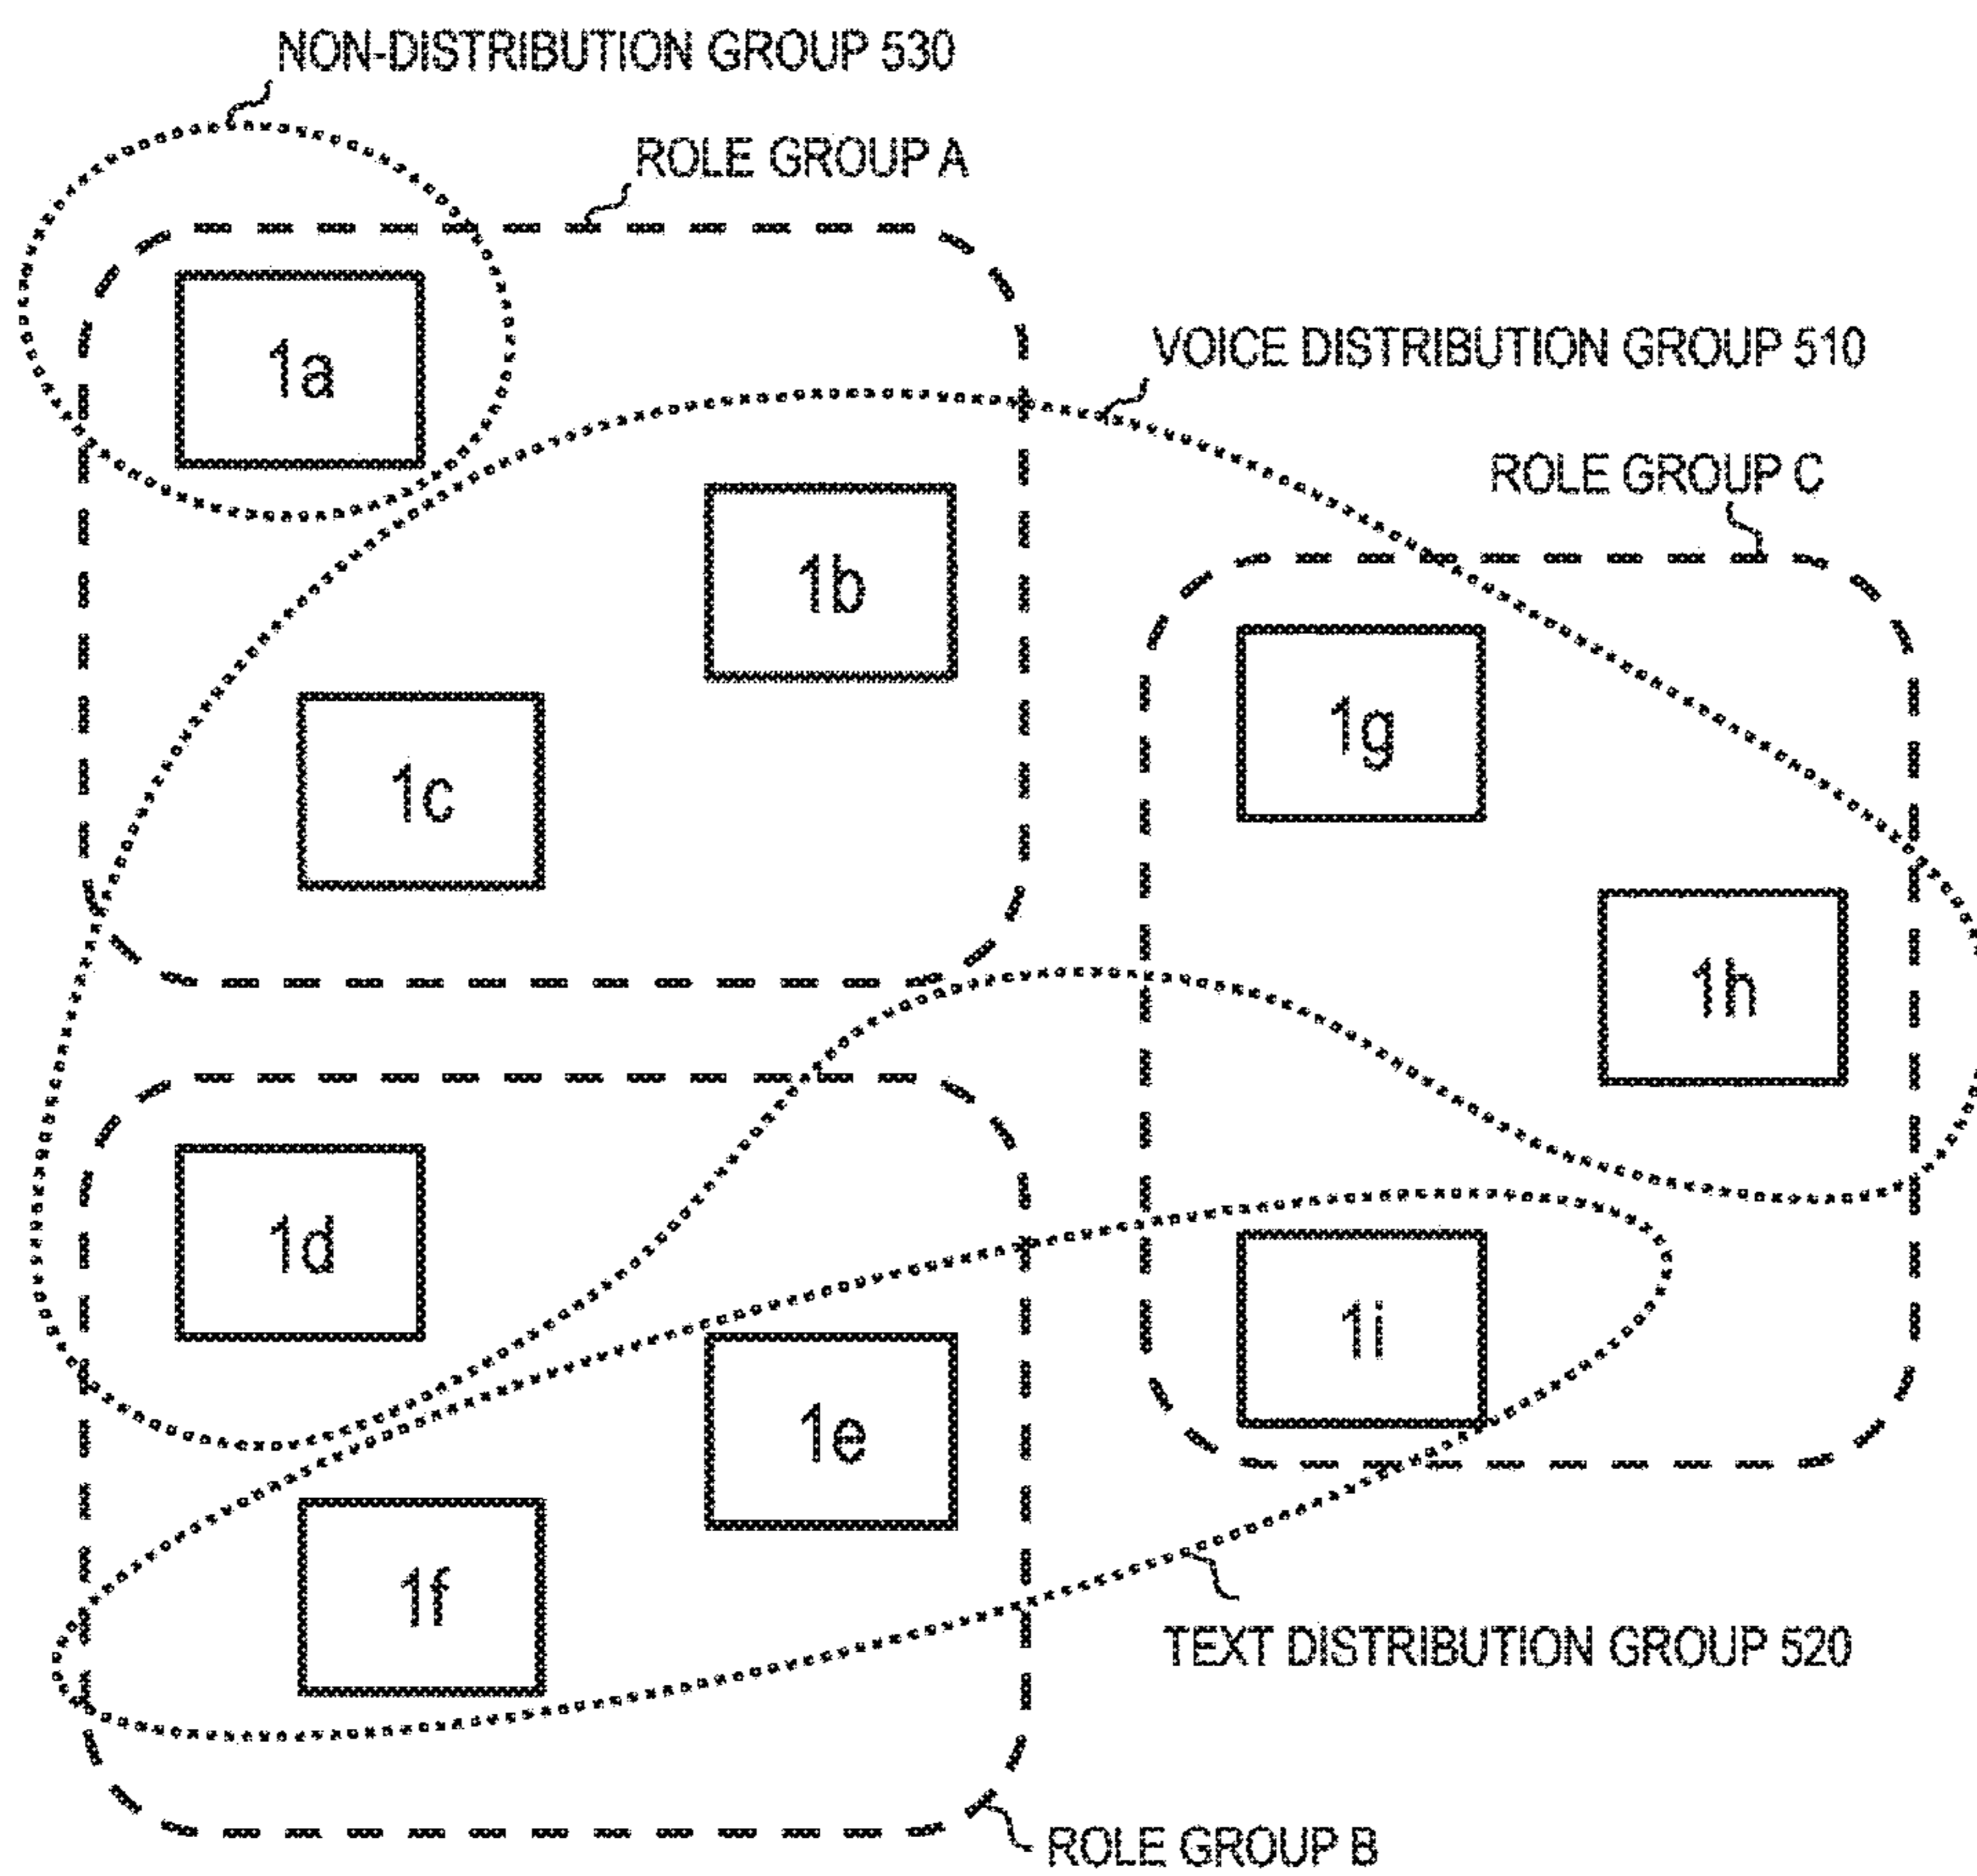 NON-DISTRIBUTION GROUP 530
ROLE GROUP A
1a
VOICE DISTRIBUTION GROUP 510
ROLE GROUP C
1b
1g
1c
1h
1d
1i
1e
1f
TEXT DISTRIBUTION GROUP 520
ROLE GROUP B